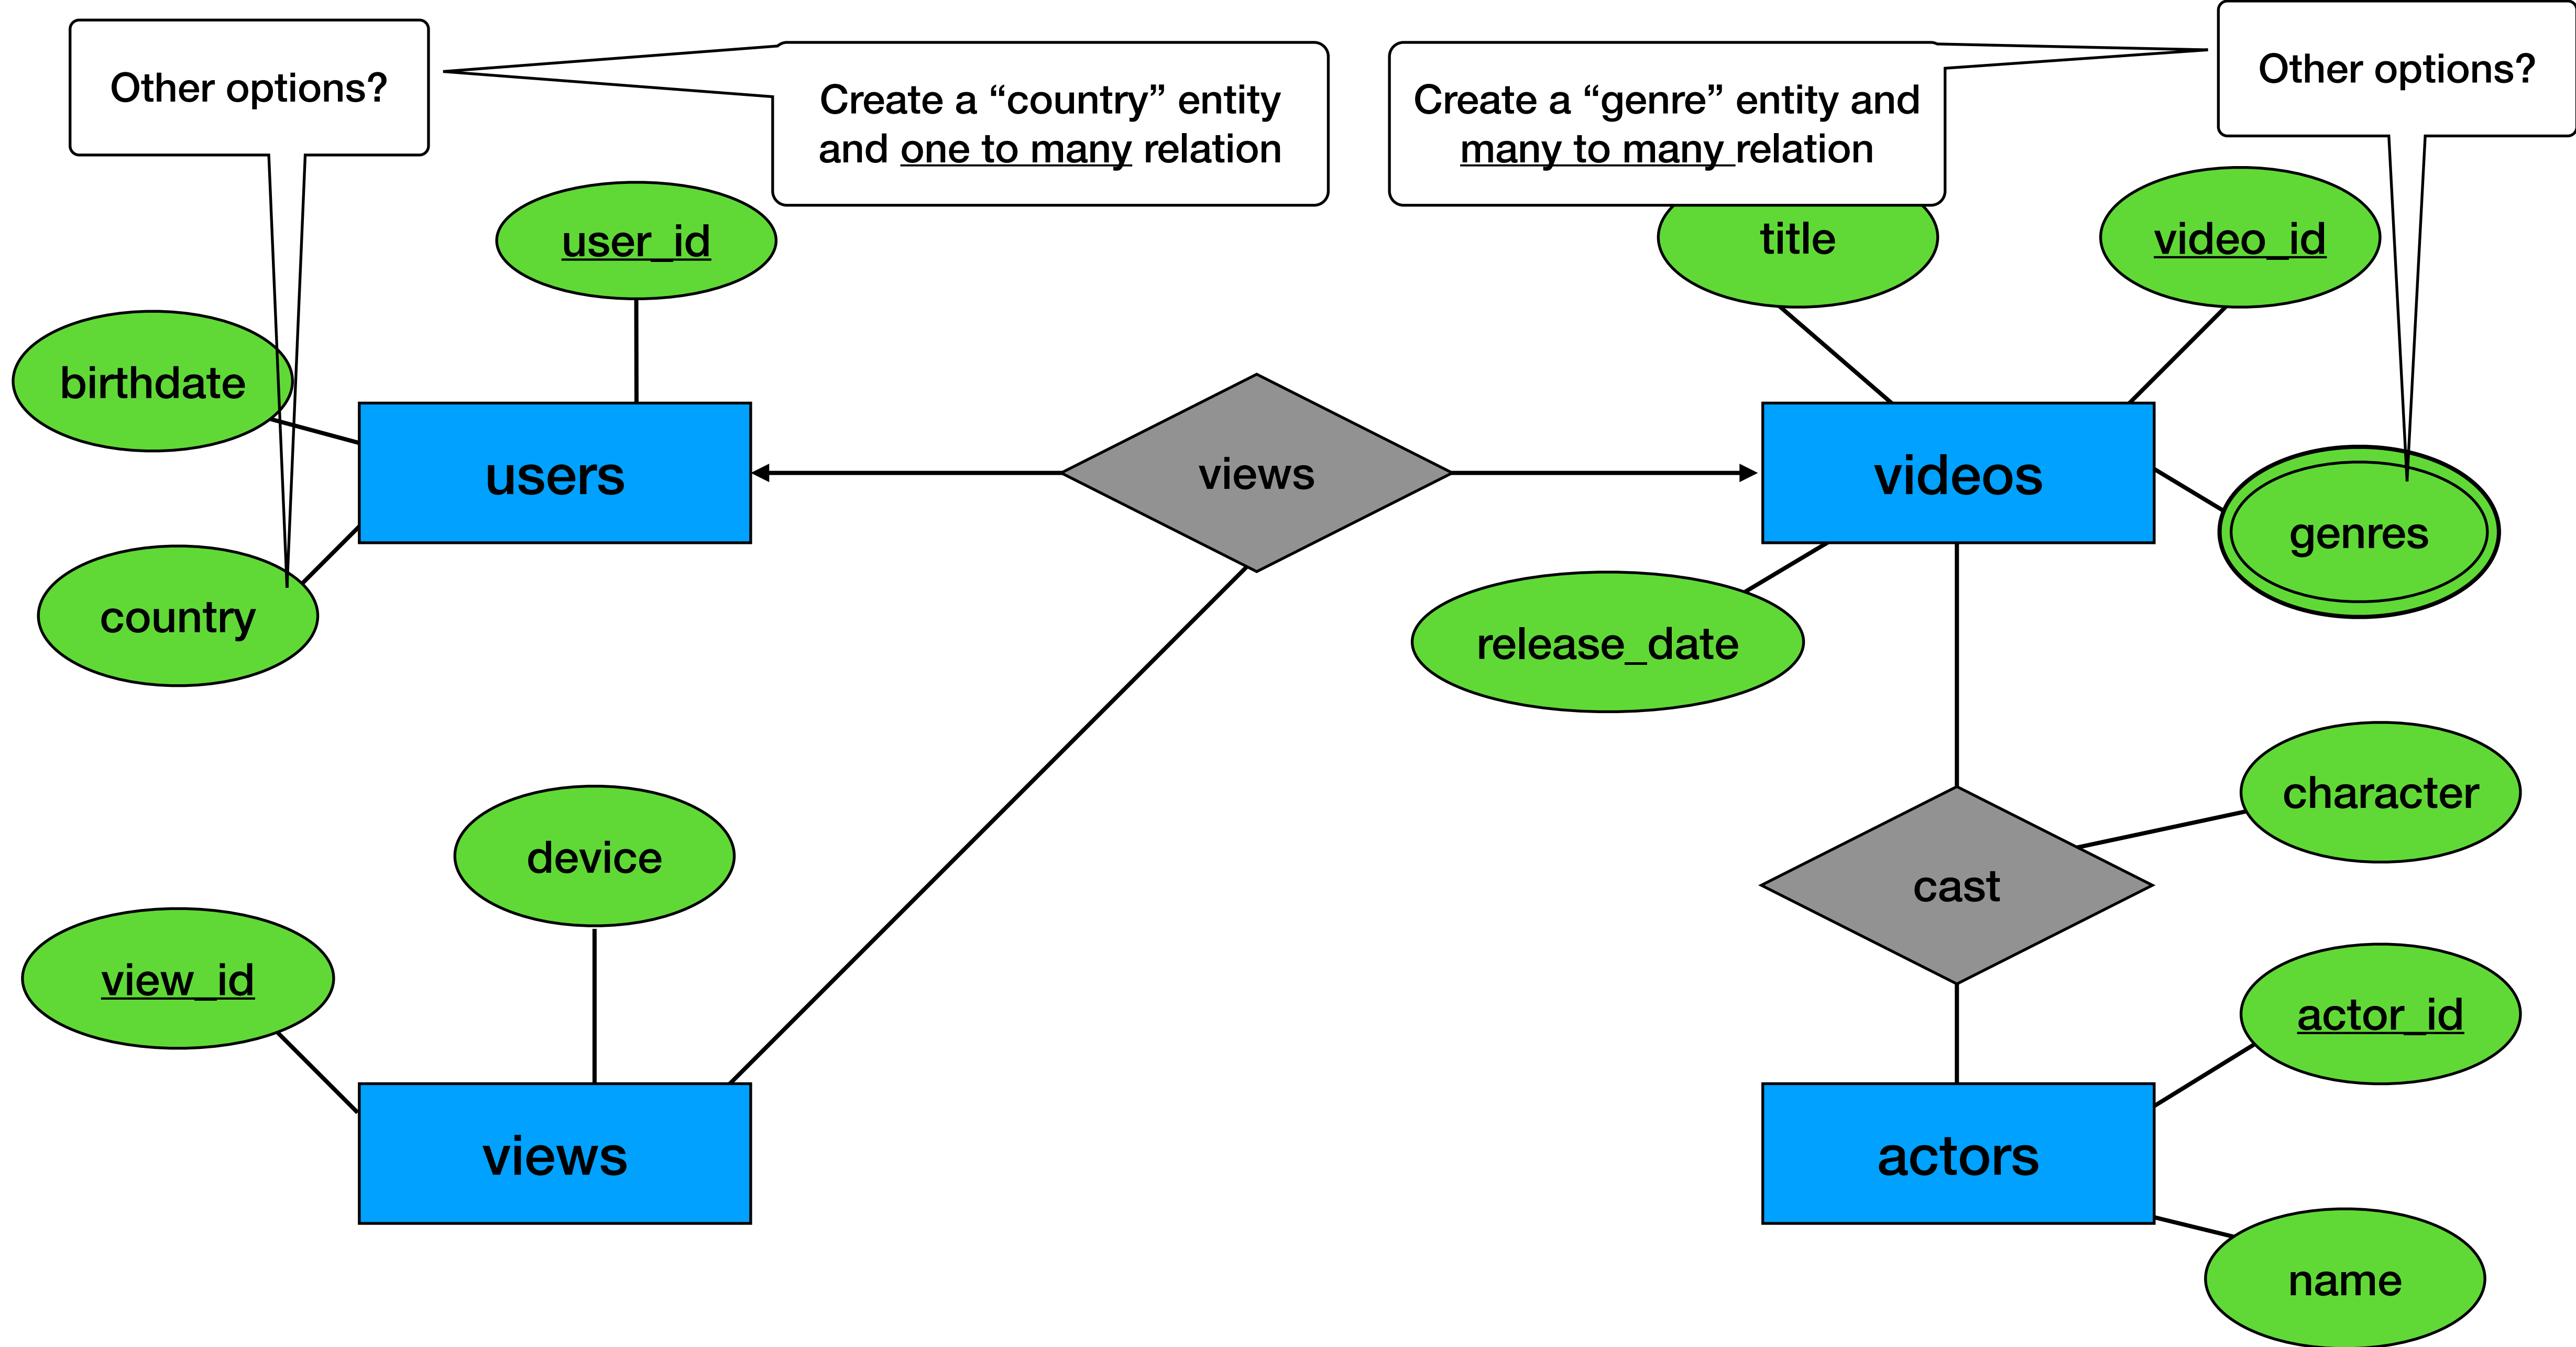 Other options?
Create a “country” entity
and one to many relation
Create a “genre” entity and
many to many relation
Other options?
user_id
title
video_id
birthdate
users
views
videos
genres
country
release_date
device
character
cast
view_id
actor_id
views
actors
name